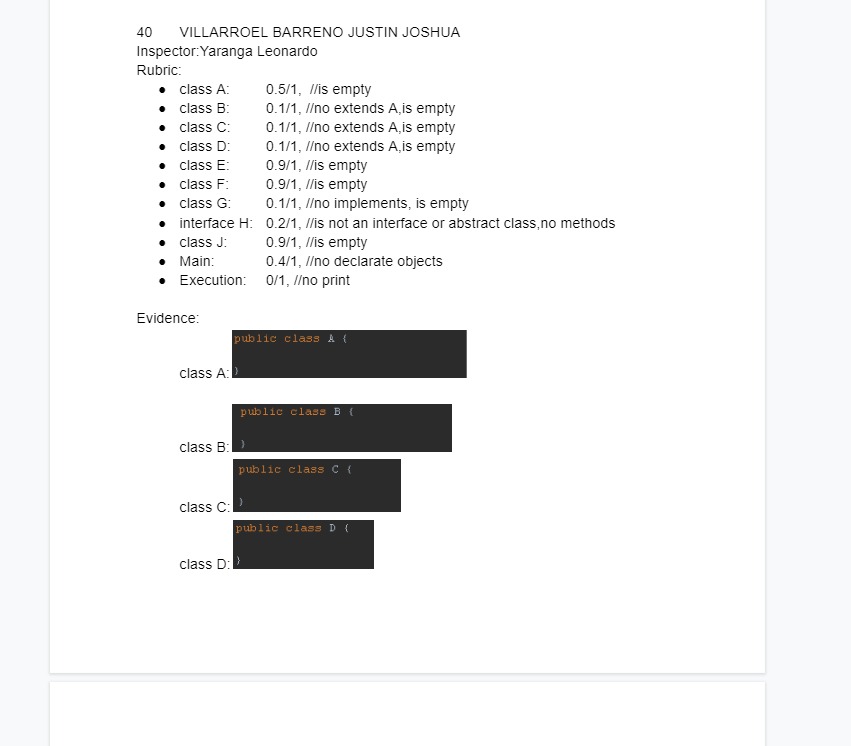 40 VILLARROEL BARRENO JUSTIN JOSHUA
Inspector:Yaranga Leonardo
Rubric:
● class A: 0.5/1, //is empty
● class B: 0.1/1, //no extends A,is empty
● class C: 0.1/1, //no extends A,is empty
● class D: 0.1/1, //no extends A,is empty
● class E: 0.9/1, //is empty
● class F: 0.9/1, //is empty
● class G: 0.1/1, //no implements, is empty
● interface H: 0.2/1, //is not an interface or abstract class,no methods
● class J: 0.9/1, //is empty
● Main: 0.4/1, //no declarate objects
● Execution: 0/1, //no print
Evidence:
public class A {
class A: }
public class B {
class B: }
public class C {
class C: }
public class D {
class D: }